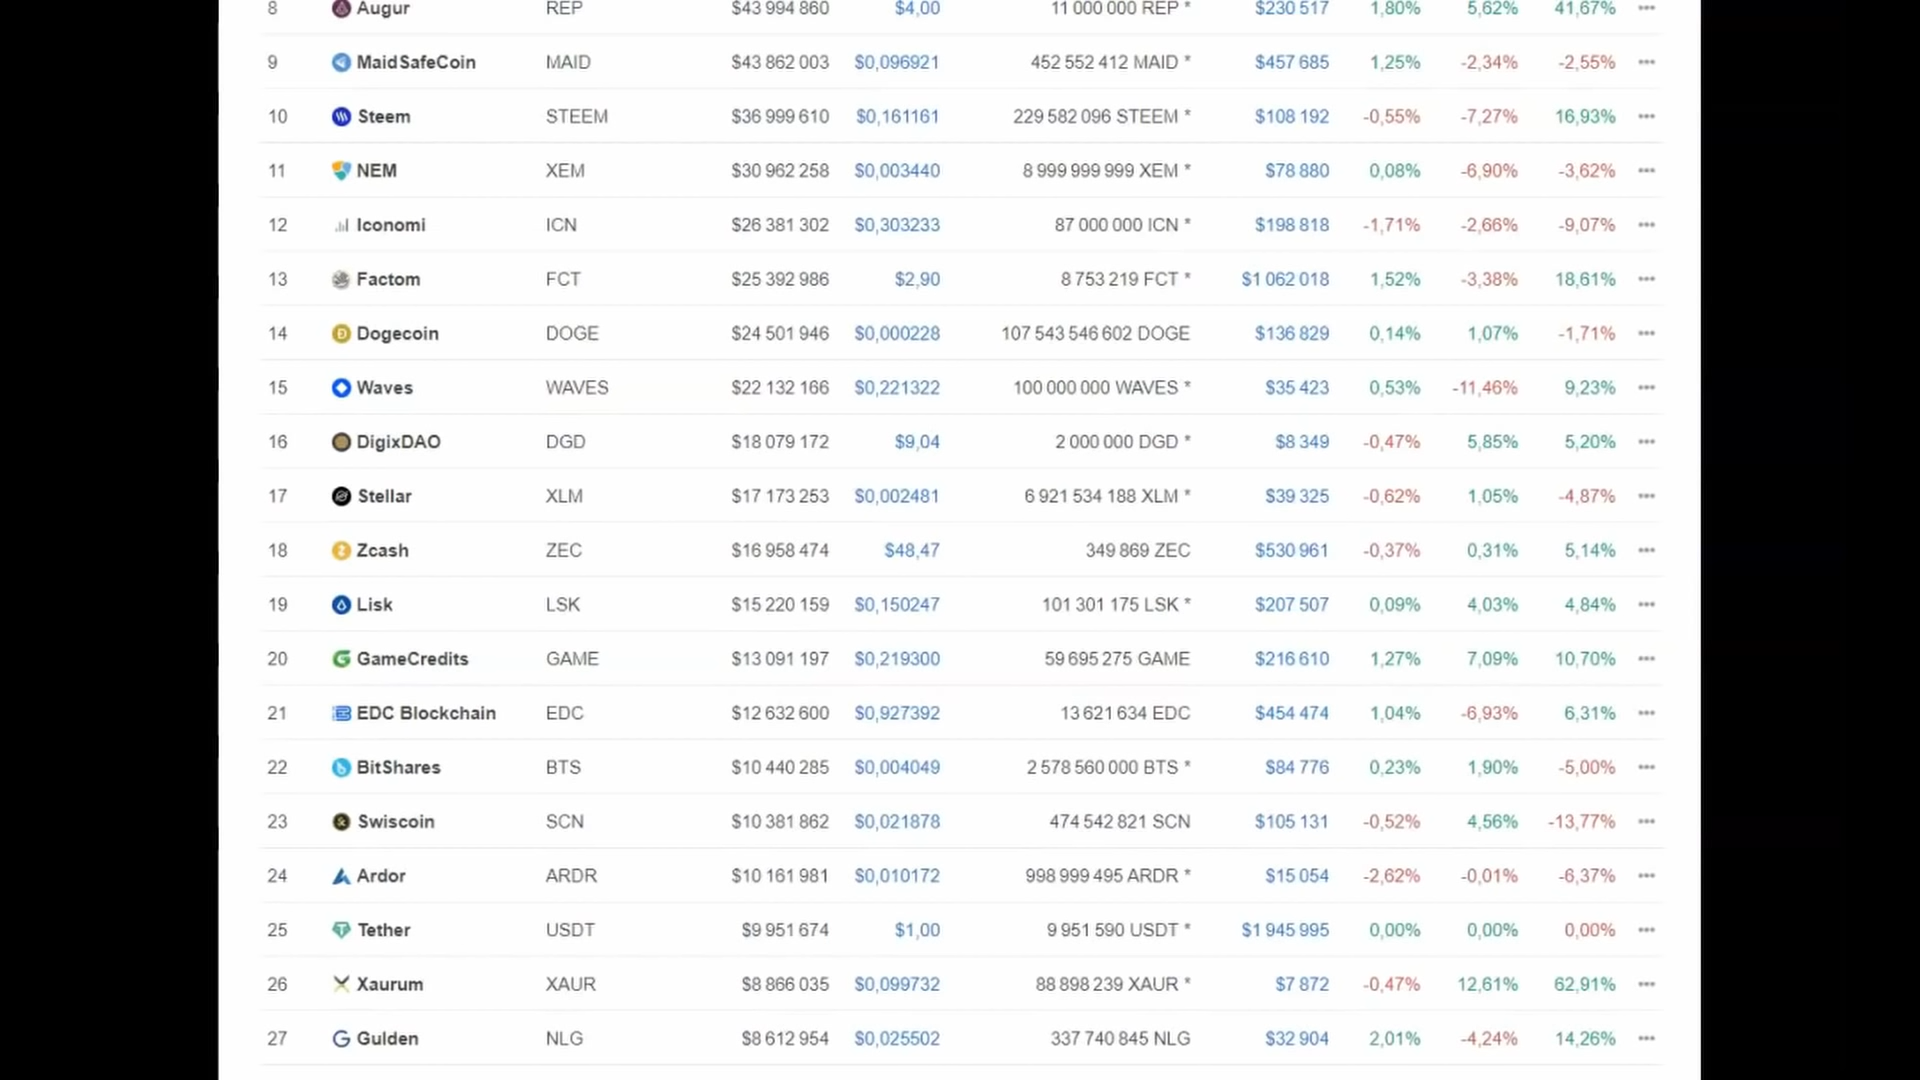 8 Augur REP $43 994 860 $4,00 11 000 000 REP * $230 517 1,80% 5,62% 41,67% •••
9 MaidSafeCoin MAID $43 862 003 $0,096921 452 552 412 MAID * $457 685 1,25% -2,34% -2,55% •••
10 Steem STEEM $36 999 610 $0,161161 229 582 096 STEEM * $108 192 -0,55% -7,27% 16,93% •••
11 NEM XEM $30 962 258 $0,003440 8 999 999 999 XEM * $78 880 0,08% -6,90% -3,62% •••
12 Iconomi ICN $26 381 302 $0,303233 87 000 000 ICN * $198 818 -1,71% -2,66% -9,07% •••
13 Factom FCT $25 392 986 $2,90 8 753 219 FCT * $1 062 018 1,52% -3,38% 18,61% •••
14 Dogecoin DOGE $24 501 946 $0,000228 107 543 546 602 DOGE $136 829 0,14% 1,07% -1,71% •••
15 Waves WAVES $22 132 166 $0,221322 100 000 000 WAVES * $35 423 0,53% -11,46% 9,23% •••
16 DigixDAO DGD $18 079 172 $9,04 2 000 000 DGD * $8 349 -0,47% 5,85% 5,20% •••
17 Stellar XLM $17 173 253 $0,002481 6 921 534 188 XLM * $39 325 -0,62% 1,05% -4,87% •••
18 Zcash ZEC $16 958 474 $48,47 349 869 ZEC $530 961 -0,37% 0,31% 5,14% •••
19 Lisk LSK $15 220 159 $0,150247 101 301 175 LSK * $207 507 0,09% 4,03% 4,84% •••
20 GameCredits GAME $13 091 197 $0,219300 59 695 275 GAME $216 610 1,27% 7,09% 10,70% •••
21 EDC Blockchain EDC $12 632 600 $0,927392 13 621 634 EDC $454 474 1,04% -6,93% 6,31% •••
22 BitShares BTS $10 440 285 $0,004049 2 578 560 000 BTS * $84 776 0,23% 1,90% -5,00% •••
23 Swiscoin SCN $10 381 862 $0,021878 474 542 821 SCN $105 131 -0,52% 4,56% -13,77% •••
24 Ardor ARDR $10 161 981 $0,010172 998 999 495 ARDR * $15 054 -2,62% -0,01% -6,37% •••
25 Tether USDT $9 951 674 $1,00 9 951 590 USDT * $1 945 995 0,00% 0,00% 0,00% •••
26 Xaurum XAUR $8 866 035 $0,099732 88 898 239 XAUR * $7 872 -0,47% 12,61% 62,91% •••
27 Gulden NLG $8 612 954 $0,025502 337 740 845 NLG $32 904 2,01% -4,24% 14,26% •••